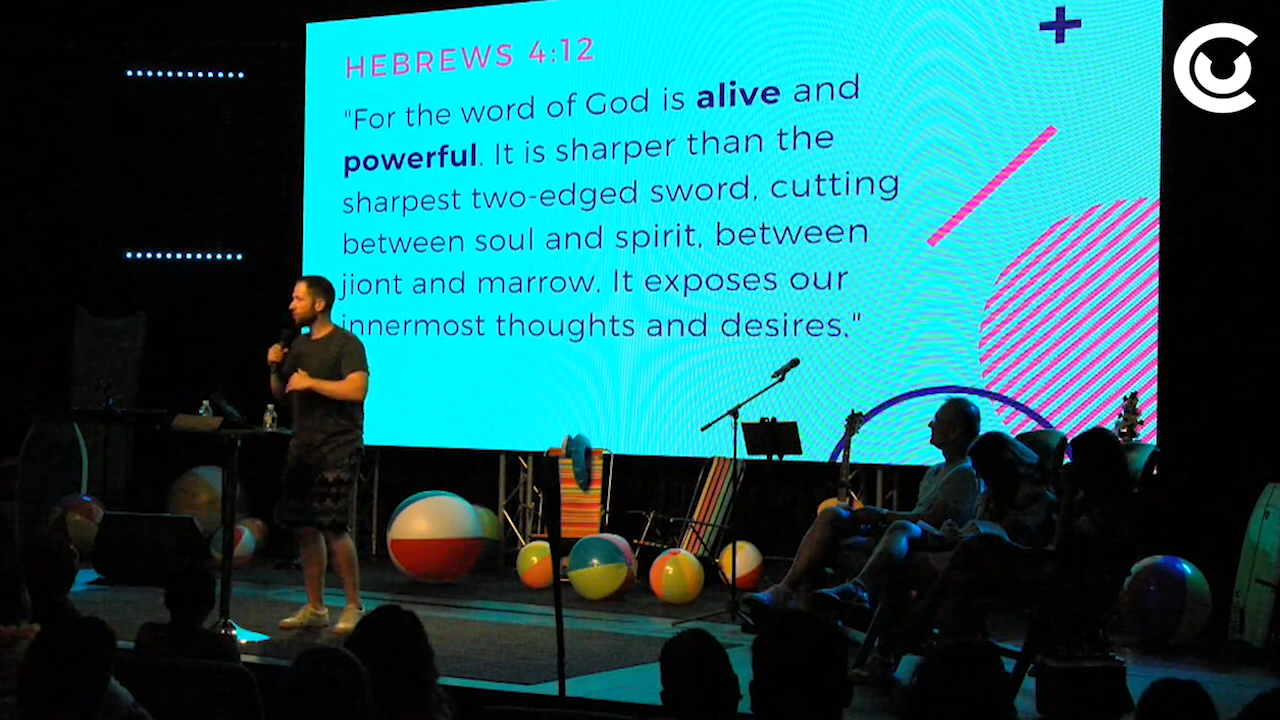 HEBREWS 4:12
"For the word of God is alive and
powerful. It is sharper than the
sharpest two-edged sword, cutting
between soul and spirit, between
jiont and marrow. It exposes our
innermost thoughts and desires."